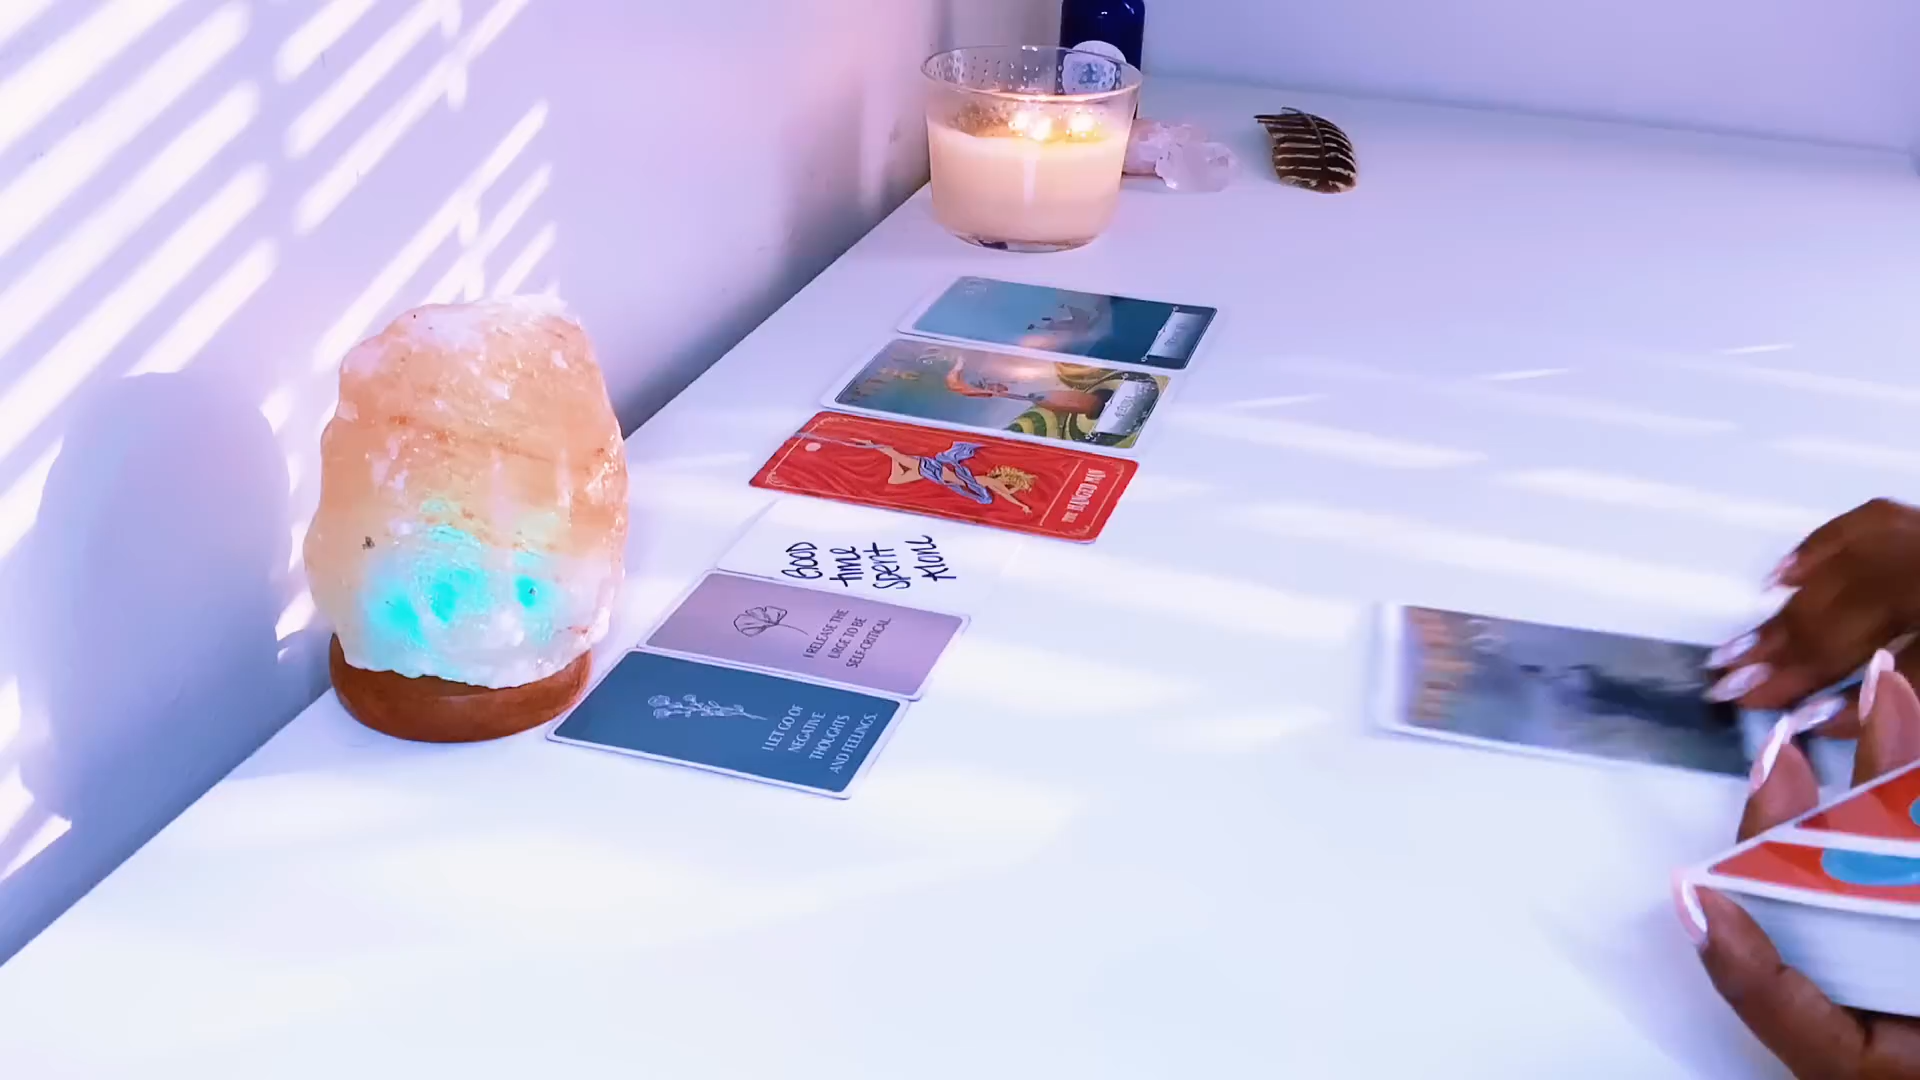 THE HANGED MAN
GOOD
time
spent
Alone
I RELEASE THE
URGE TO BE
SELF-CRITICAL
I LET GO OF
NEGATIVE
THOUGHTS
AND FEELINGS.